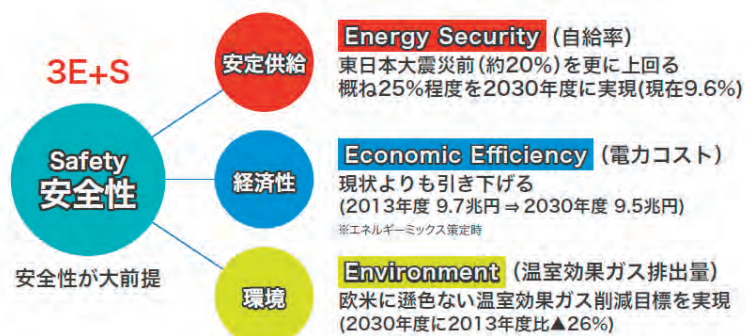 3E+S
Safety
安全性
安全性が大前提
安定供給
Energy Security (自給率)
東日本大震災前(約20%)を更に上回る
概ね25%程度を2030年度に実現(現在9.6%)
経済性
Economic Efficiency (電力コスト)
現状よりも引き下げる
(2013年度 9.7兆円⇒2030年度 9.5兆円)
※エネルギーミックス策定時
環境
Environment (温室効果ガス排出量)
欧米に遜色ない温室効果ガス削減目標を実現
(2030年度に2013年度比▲26%)